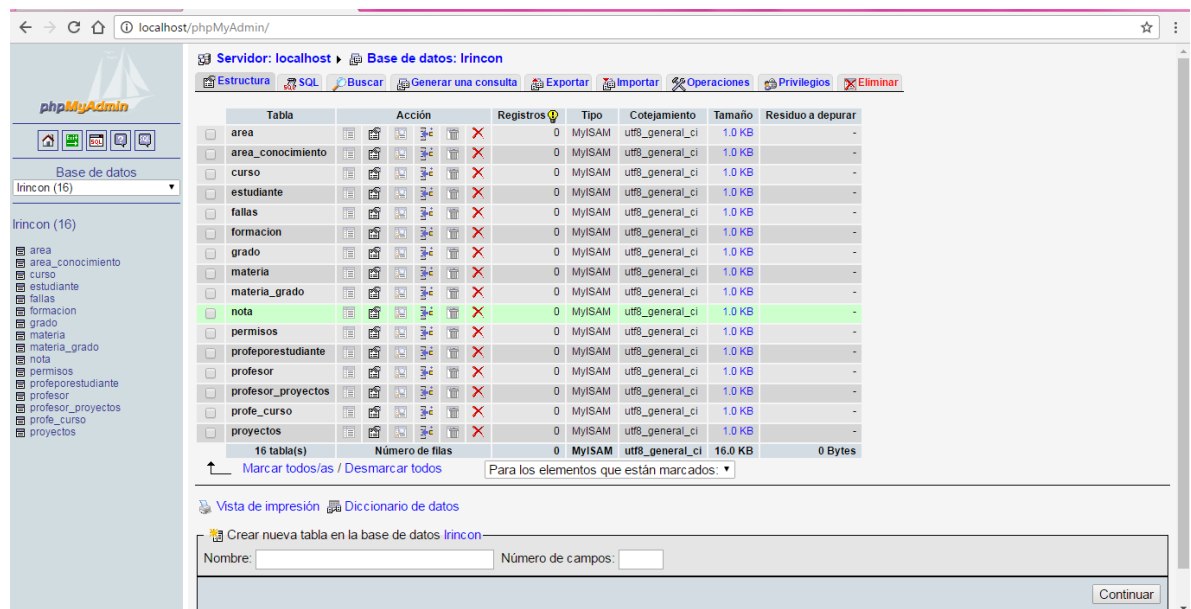 localhost/phpMyAdmin/
phpMyAdmin
SQL
Base de datos
lrincon (16)
lrincon (16)
area
area_conocimiento
curso
estudiante
fallas
formacion
grado
materia
materia_grado
nota
permisos
profeporestudiante
profesor
profesor_proyectos
profe_curso
proyectos
Servidor: localhost Base de datos: lrincon
Estructura SQL Buscar Generar una consulta Exportar Importar Operaciones Privilegios Eliminar
Tabla Acción Registros Tipo Cotejamiento Tamaño Residuo a depurar
area 0 MyISAM utf8_general_ci 1.0 KB -
area_conocimiento 0 MyISAM utf8_general_ci 1.0 KB -
curso 0 MyISAM utf8_general_ci 1.0 KB -
estudiante 0 MyISAM utf8_general_ci 1.0 KB -
fallas 0 MyISAM utf8_general_ci 1.0 KB -
formacion 0 MyISAM utf8_general_ci 1.0 KB -
grado 0 MyISAM utf8_general_ci 1.0 KB -
materia 0 MyISAM utf8_general_ci 1.0 KB -
materia_grado 0 MyISAM utf8_general_ci 1.0 KB -
nota 0 MyISAM utf8_general_ci 1.0 KB -
permisos 0 MyISAM utf8_general_ci 1.0 KB -
profeporestudiante 0 MyISAM utf8_general_ci 1.0 KB -
profesor 0 MyISAM utf8_general_ci 1.0 KB -
profesor_proyectos 0 MyISAM utf8_general_ci 1.0 KB -
profe_curso 0 MyISAM utf8_general_ci 1.0 KB -
proyectos 0 MyISAM utf8_general_ci 1.0 KB -
16 tabla(s) Número de filas 0 MyISAM utf8_general_ci 16.0 KB 0 Bytes
Marcar todos/as / Desmarcar todos Para los elementos que están marcados:
Vista de impresión Diccionario de datos
Crear nueva tabla en la base de datos lrincon
Nombre: Número de campos:
Continuar